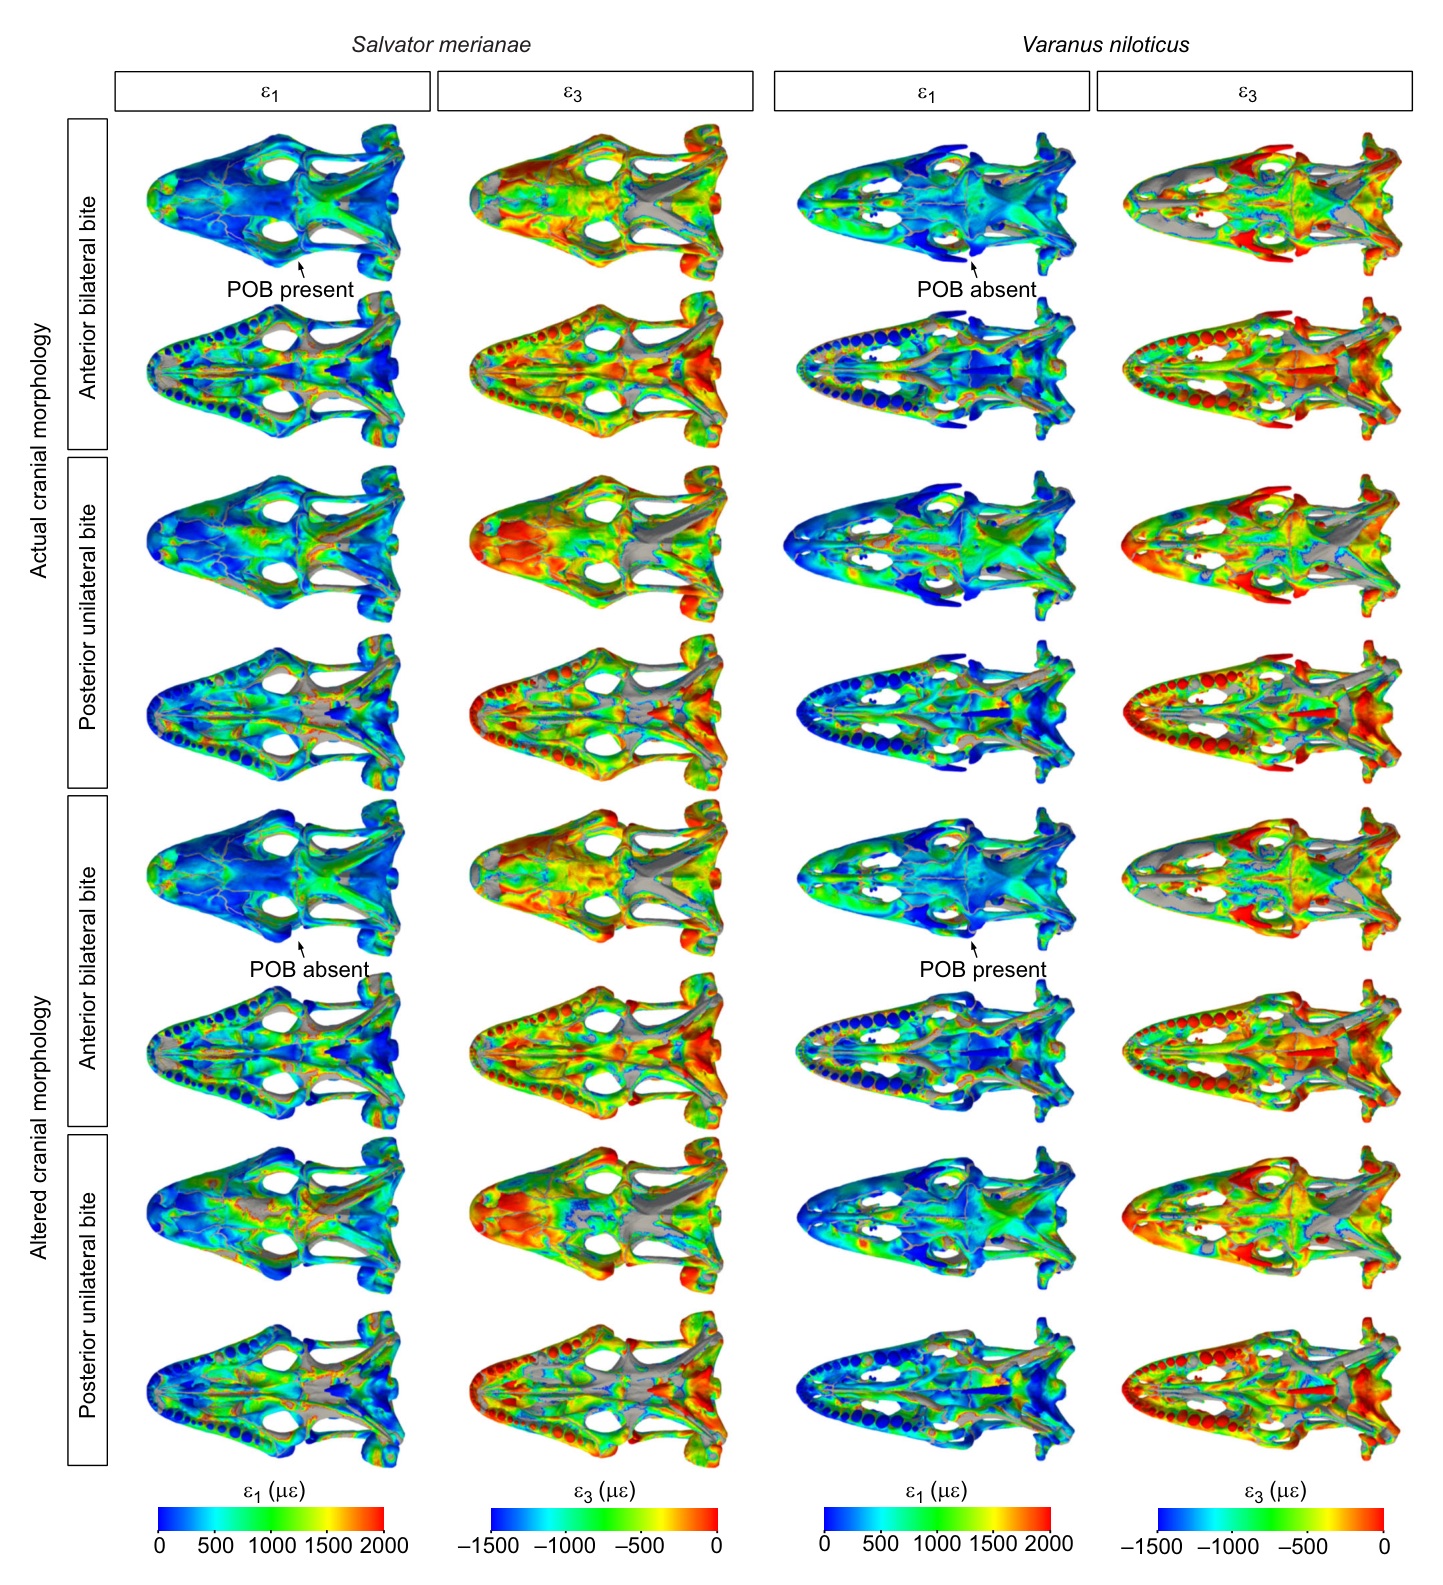 Salvator merianae
Varanus niloticus
ε1
ε3
ε1
ε3
Actual cranial morphology
Anterior bilateral bite
POB present
POB absent
Posterior unilateral bite
Altered cranial morphology
Anterior bilateral bite
POB absent
POB present
Posterior unilateral bite
ε1 (με)
ε3 (με)
ε1 (με)
ε3 (με)
0 500 1000 1500 2000
–1500 –1000 –500 0
0 500 1000 1500 2000
–1500 –1000 –500 0